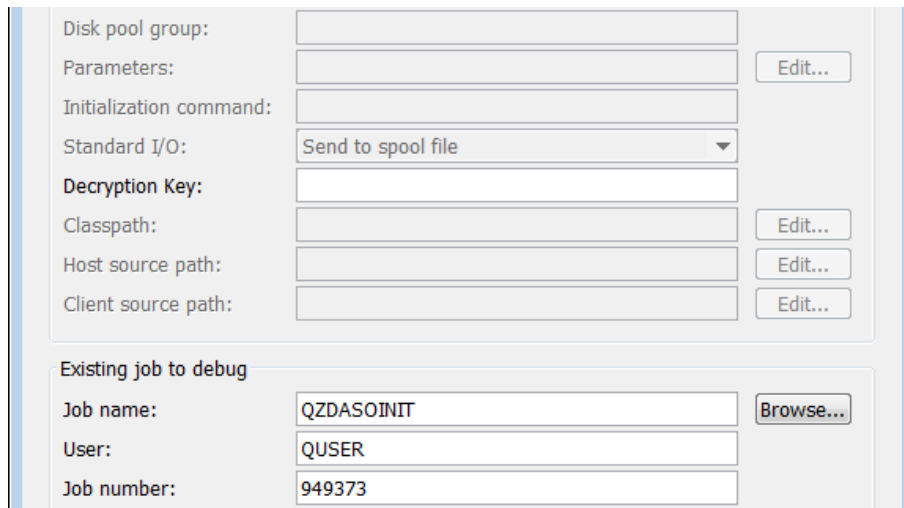 Disk pool group:
Parameters: Edit...
Initialization command:
Standard I/O: Send to spool file
Decryption Key:
Classpath: Edit...
Host source path: Edit...
Client source path: Edit...
Existing job to debug
Job name: QZDASOINIT Browse...
User: QUSER
Job number: 949373